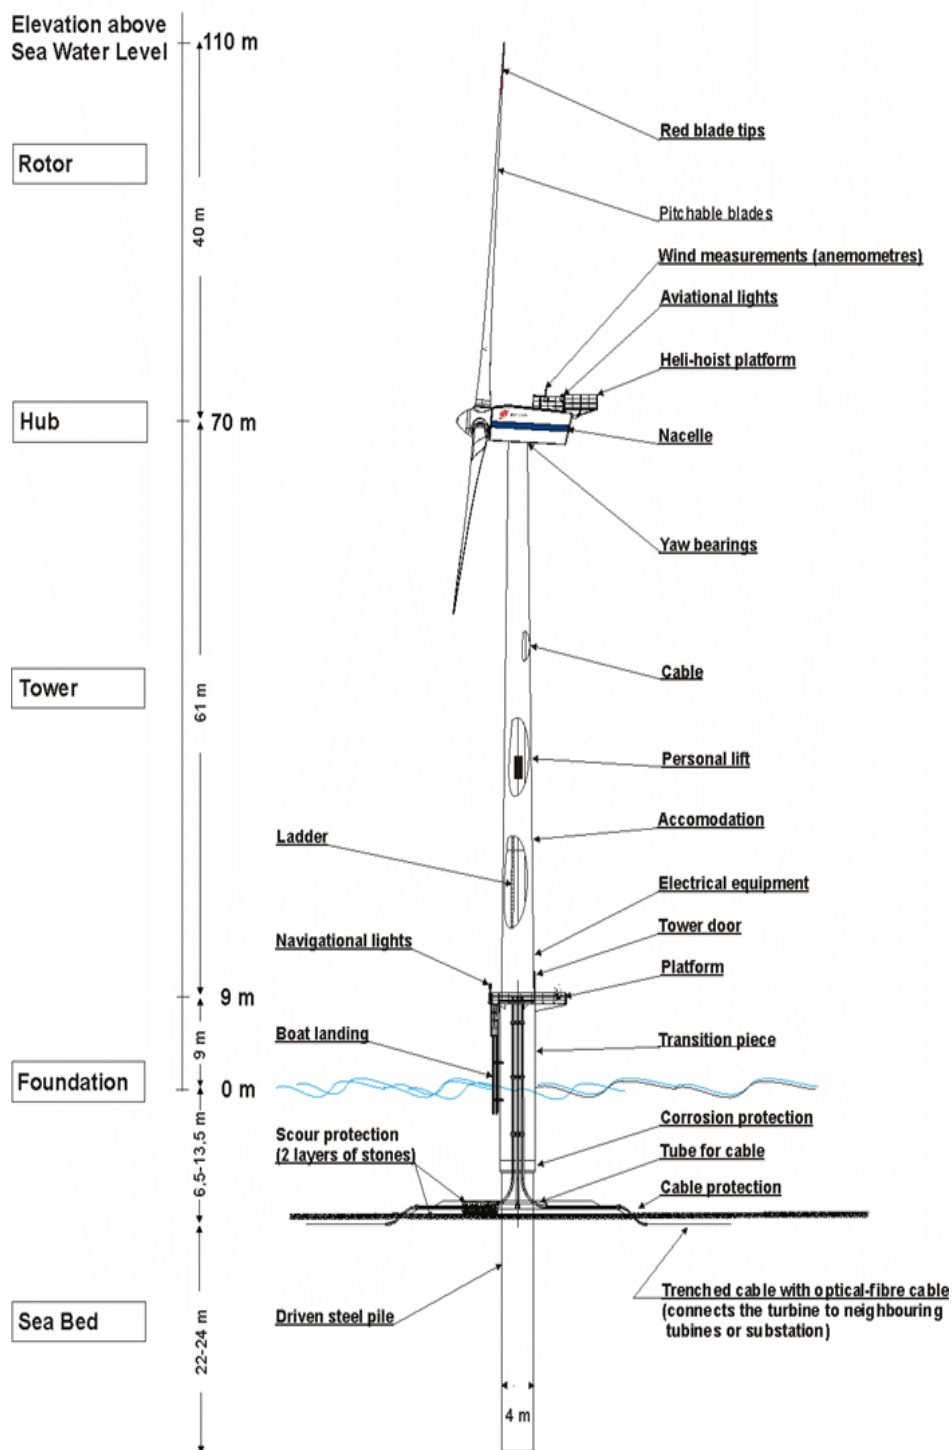 Elevation above
Sea Water Level
110 m
Red blade tips
Rotor
Pitchable blades
40 m
Wind measurements (anemometres)
Aviational lights
Heli-hoist platform
Hub
70 m
Nacelle
Yaw bearings
Cable
Tower
61 m
Personal lift
Accomodation
Ladder
Electrical equipment
Tower door
Navigational lights
Platform
9 m
Boat landing
Transition piece
9 m
Foundation
0 m
Corrosion protection
Scour protection
(2 layers of stones)
Tube for cable
6,5-13,5 m
Cable protection
Trenched cable with optical-fibre cable
(connects the turbine to neighbouring
tubines or substation)
Driven steel pile
Sea Bed
22-24 m
4 m